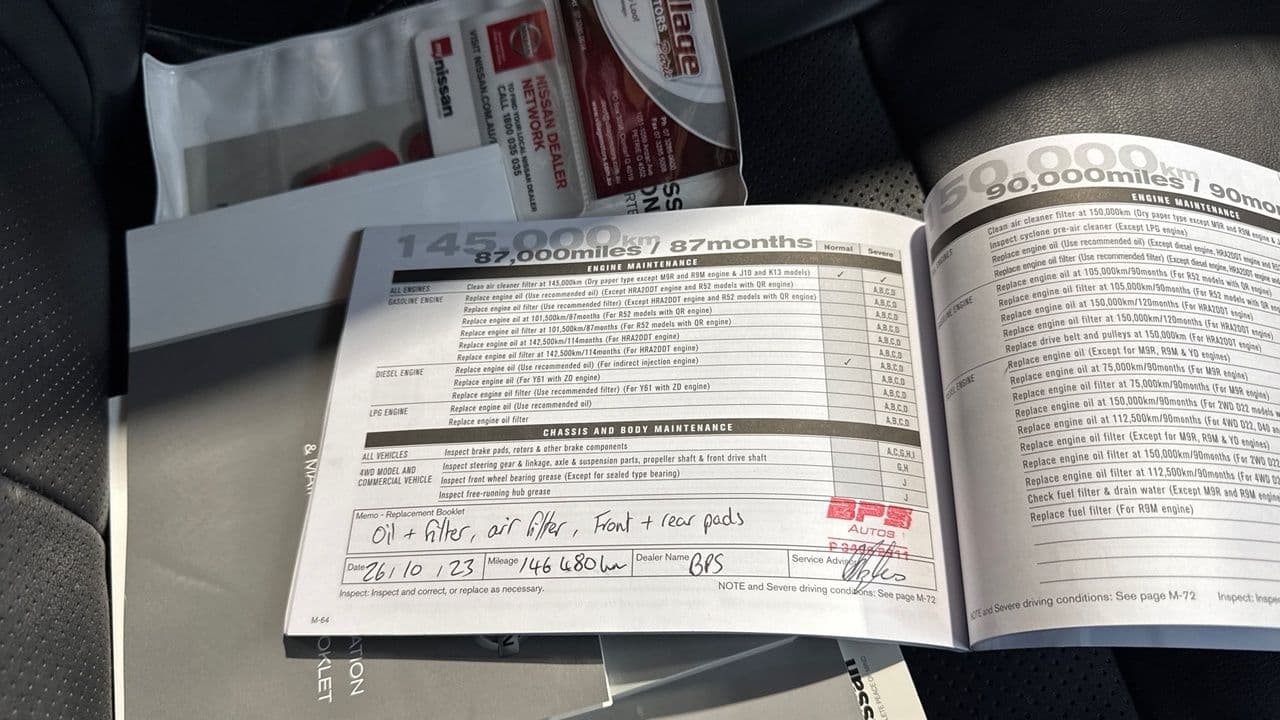 mynissan
VISIT NISSAN.COM.AU/
NISSAN DEALER
NETWORK
TO FIND YOUR LOCAL NISSAN DEALER
CALL 1800 035 035
145,000km
87,000miles / 87months
Normal Severe
ENGINE MAINTENANCE
ALL ENGINES Clean air cleaner filter at 145,000km (Dry paper type except M9R and R9M engine & J10 and K13 models) ✓ A,B,C,D
GASOLINE ENGINE Replace engine oil (Use recommended oil) (Except HRA2DDT engine and R52 models with QR engine) A,B,C,D
Replace engine oil filter (Use recommended filter) (Except HRA2DDT engine and R52 models with QR engine) A,B,C,D
Replace engine oil at 101,500km/87months (For R52 models with QR engine) A,B,C,D
Replace engine oil filter at 101,500km/87months (For R52 models with QR engine) A,B,C,D
Replace engine oil at 142,500km/114months (For HRA2DDT engine) A,B,C,D
Replace engine oil filter at 142,500km/114months (For HRA2DDT engine) A,B,C,D
DIESEL ENGINE Replace engine oil (Use recommended oil) (For indirect injection engine) ✓ A,B,C,D
Replace engine oil (For Y61 with ZD engine) A,B,C,D
Replace engine oil filter (Use recommended filter) (For Y61 with ZD engine) A,B,C,D
LPG ENGINE Replace engine oil (Use recommended oil) A,B,C,D
Replace engine oil filter A,B,C,D
CHASSIS AND BODY MAINTENANCE
ALL VEHICLES Inspect brake pads, rotors & other brake components A,C,G,H,I
4WD MODEL AND COMMERCIAL VEHICLE Inspect steering gear & linkage, axle & suspension parts, propeller shaft & front drive shaft G,H
Inspect front wheel bearing grease (Except for sealed type bearing) J
Inspect free-running hub grease J
Memo - Replacement Booklet
Oil + filter, air filter, Front + rear pads
BPS
AUTOS
Date 26/10/23 Mileage 146 480km Dealer Name BPS Service Advisor
Inspect: Inspect and correct, or replace as necessary. NOTE and Severe driving conditions: See page M-72
M-64
50,000km
90,000miles / 90mo
ENGINE MAINTENANCE
Clean air cleaner filter at 150,000km (Dry paper type except M9R and R9M engine &
Inspect cyclone pre-air cleaner (Except LPG engine)
Replace engine oil (Use recommended oil) (Except diesel engine, HRA2DDT engine and
Replace engine oil filter (Use recommended filter) (Except diesel engine, HRA2DDT
Replace engine oil at 105,000km/90months (For R52 models with QR engine)
Replace engine oil filter at 105,000km/90months (For R52 models with QR
Replace engine oil at 150,000km/120months (For HRA2DDT engine)
Replace engine oil filter at 150,000km/120months (For HRA2DDT engine)
Replace drive belt and pulleys at 150,000km (For HRA2DDT engine)
Replace engine oil (Except for M9R, R9M & YD engines)
Replace engine oil at 75,000km/90months (For M9R engine)
Replace engine oil filter at 75,000km/90months (For M9R
Replace engine oil at 150,000km/90months (For 2WD D22 models
Replace engine oil at 112,500km/90months (For 4WD D22, D40 and
Replace engine oil filter (Except for M9R, R9M & YD engines)
Replace engine oil filter at 150,000km/90months (For 2WD D22
Replace engine oil filter at 112,500km/90months (For 4WD
Check fuel filter & drain water (Except M9R and R9M engine
Replace fuel filter (For R9M engine)
NOTE and Severe driving conditions: See page M-72 Inspect: Inspe